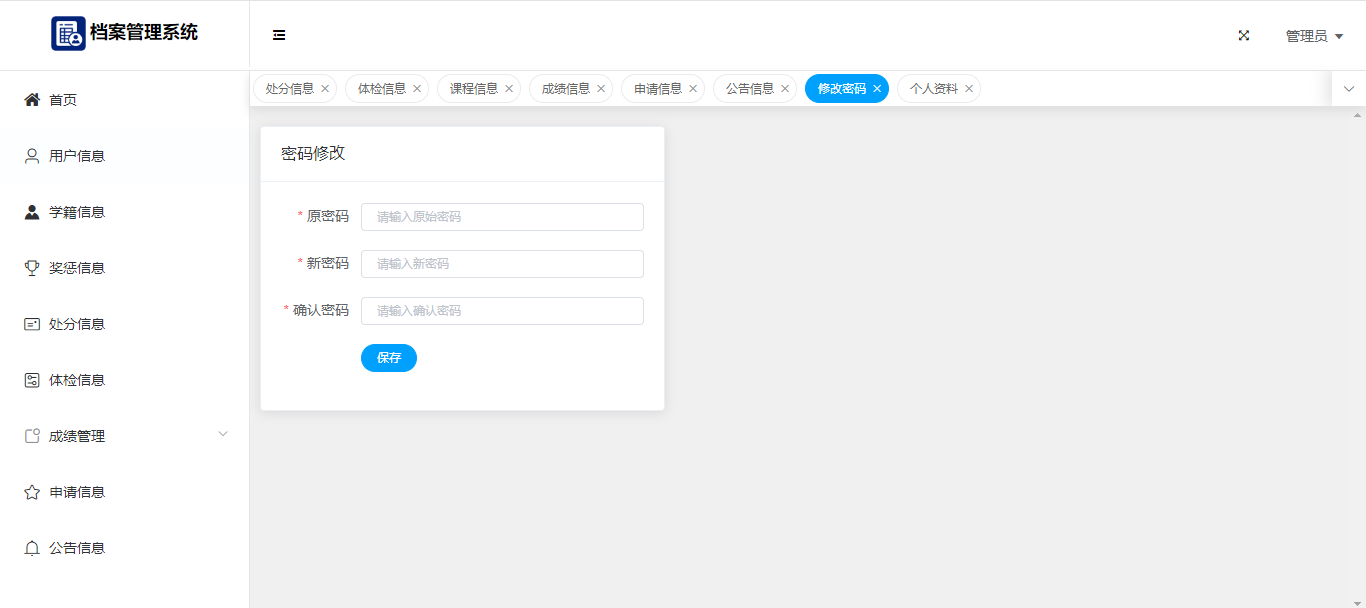 档案管理系统
管理员
首页
用户信息
学籍信息
奖惩信息
处分信息
体检信息
成绩管理
申请信息
公告信息
处分信息 体检信息 课程信息 成绩信息 申请信息 公告信息 修改密码 个人资料
密码修改
* 原密码 请输入原始密码
* 新密码 请输入新密码
* 确认密码 请输入确认密码
保存